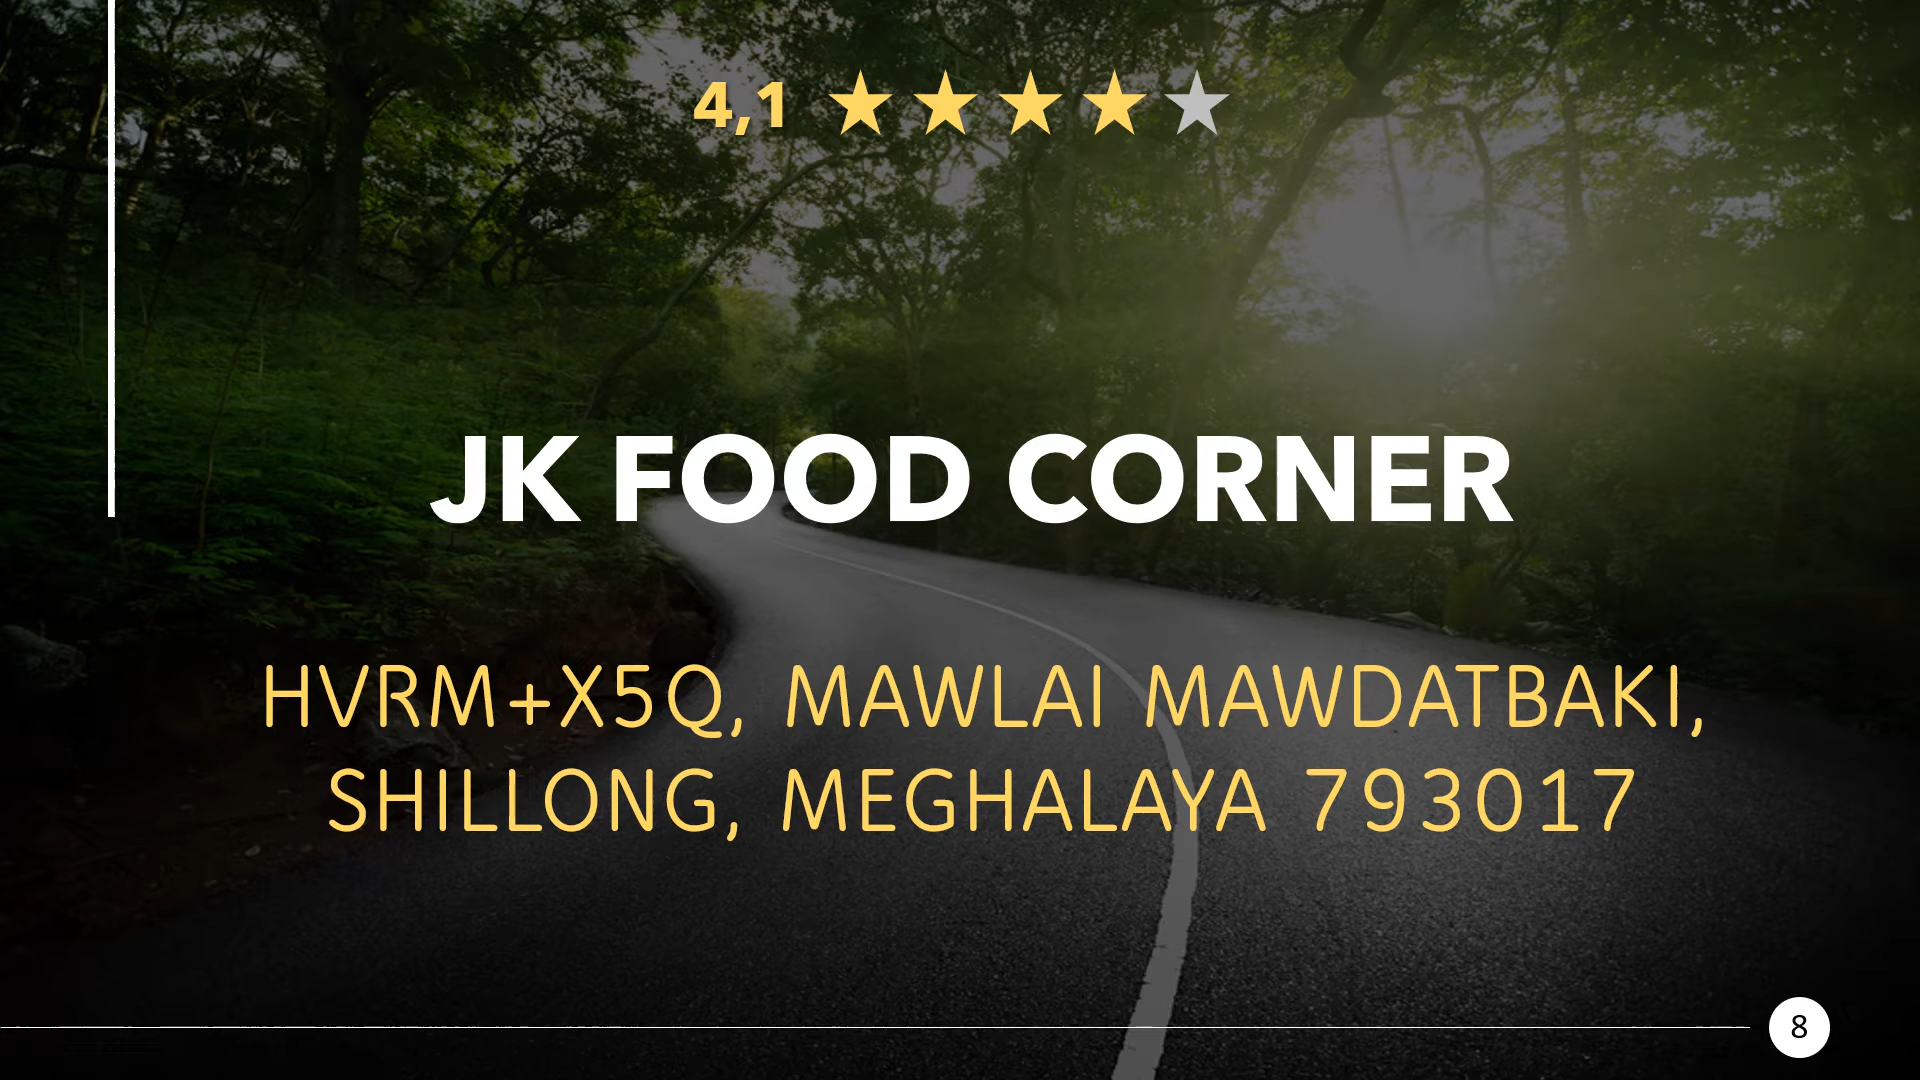 4,1
JK FOOD CORNER
HVRM+X5Q, MAWLAI MAWDATBAKI,
SHILLONG, MEGHALAYA 793017
8